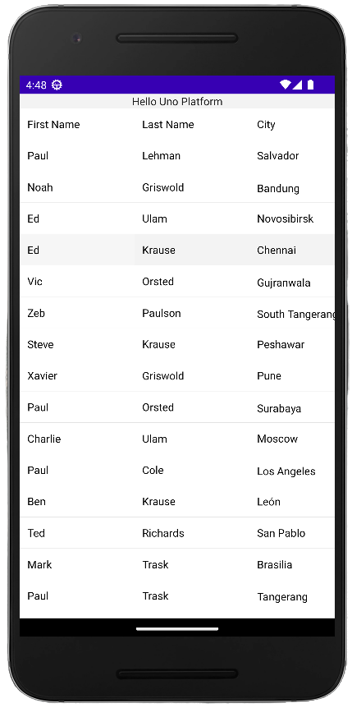 4:48
Hello Uno Platform
First Name Last Name City
Paul Lehman Salvador
Noah Griswold Bandung
Ed Ulam Novosibirsk
Ed Krause Chennai
Vic Orsted Gujranwala
Zeb Paulson South Tangerang
Steve Krause Peshawar
Xavier Griswold Pune
Paul Orsted Surabaya
Charlie Ulam Moscow
Paul Cole Los Angeles
Ben Krause León
Ted Richards San Pablo
Mark Trask Brasilia
Paul Trask Tangerang